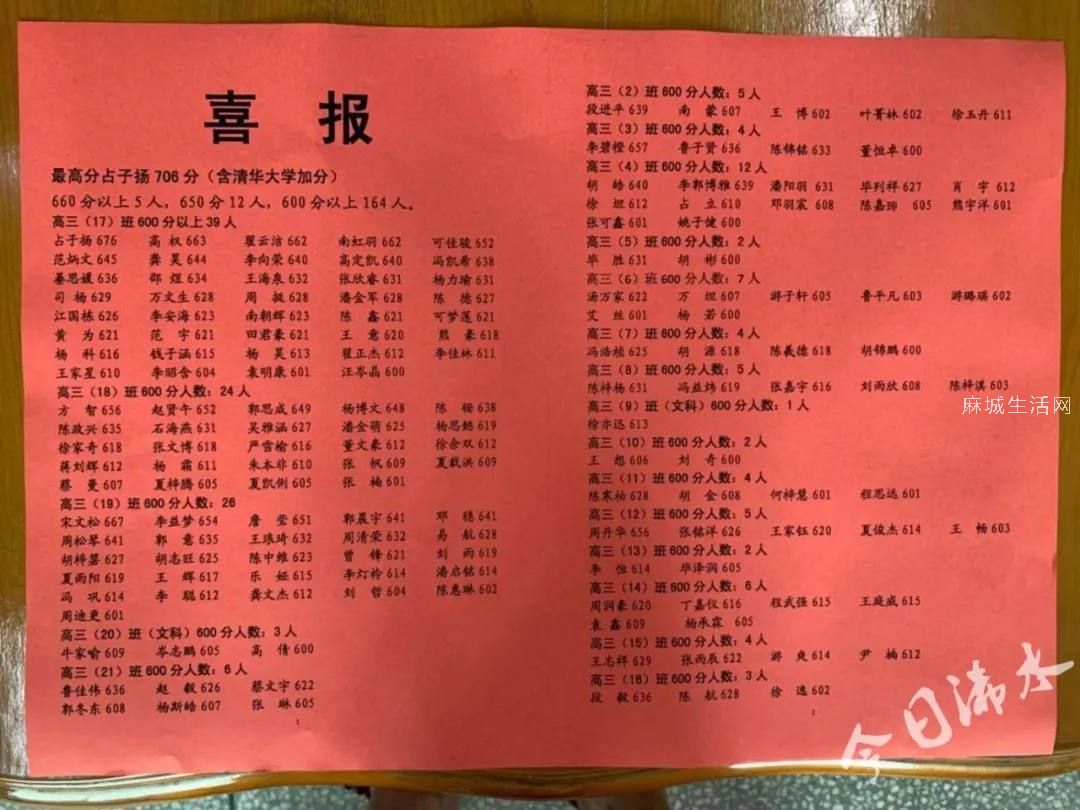 喜 报
最高分占子扬 706 分（含清华大学加分）
660 分以上 5 人，650 分 12 人，600 分以上 164 人。
高三（17）班 600 分以上 39 人
占子扬 676 高 权 663 瞿云洁 662 南虹羽 662 可佳骏 652
范炳文 645 龚 昊 644 李向荣 640 高定凯 640 冯凯希 638
綦思媛 636 邵 煜 634 王海泉 632 张欣睿 631 杨力瑜 631
司 杨 629 万文生 628 周 挺 628 潘金军 628 陈 德 627
江国栋 626 李安海 623 南朝辉 623 陈 鑫 621 可梦莲 621
黄 为 621 范 宇 621 田君豪 621 王 意 620 熊 豪 618
杨 科 616 钱子涵 615 杨 昊 613 瞿正杰 612 李佳林 611
王家星 610 李昭含 604 袁明康 601 汪岑晶 600
高三（18）班 600 分人数：24 人
方 智 656 赵贤午 652 郭思成 649 杨博文 648 陈 栅 638
陈政兴 635 石海燕 631 吴雅涵 627 潘金萌 625 杨思懿 619
徐家奇 618 张文博 618 严雪榆 616 董文豪 612 徐余双 612
蒋刘辉 612 杨 霜 611 朱本非 610 张 帆 609 夏载洪 609
蔡 曼 607 夏梓腾 605 夏凯俐 605 张 楠 601
高三（19）班 600 分人数：26
宋文松 667 李益梦 654 詹 莹 651 郭晨宇 641 邓 稳 641
周松琴 641 郭 意 635 王琅琦 632 周清荣 632 易 航 628
胡梓碁 627 胡志旺 625 陈中维 623 曾 锋 621 刘 雨 619
夏雨阳 619 王 辉 617 乐 娅 615 李灯柃 614 潘启铭 614
冯 巩 614 李 聪 612 龚文杰 612 刘 哲 604 陈惠琳 602
周迪更 601
高三（20）班（文科）600 分人数：3 人
牛家喻 609 岑志鹏 605 高 倩 600
高三（21）班 600 分人数：6 人
鲁佳伟 636 赵 毅 626 蔡文宇 622
郭冬东 608 杨斯皓 607 张 琳 605
1
高三（2）班 600 分人数：5 人
段进平 639 南 蒙 607 王 博 602 叶菁林 602 徐玉丹 611
高三（3）班 600 分人数：4 人
李碧橙 657 鲁子贤 636 陈锦铭 633 董恒卓 600
高三（4）班 600 分人数：12 人
胡 皓 640 李郭博雅 639 潘阳羽 631 毕列祥 627 肖 宇 612
徐 坦 612 占 立 610 邓羽宸 608 陈嘉珅 605 熊宇洋 601
张可鑫 601 姚子健 600
高三（5）班 600 分人数：2 人
毕 胜 631 胡 彬 600
高三（6）班 600 分人数：7 人
汤万家 622 万 坦 607 游子轩 605 鲁平凡 603 游璐瑶 602
艾 丝 601 杨 若 600
高三（7）班 600 分人数：4 人
冯浩桢 625 胡 源 618 陈義德 618 胡锦鹏 600
高三（8）班 600 分人数：5 人
陈梓杨 631 冯益炜 619 张嘉宇 616 刘雨欣 608 陈梓淇 603
高三（9）班（文科）600 分人数：1 人
徐亦迅 613
高三（10）班 600 分人数：2 人
王 想 606 刘 奇 600
高三（11）班 600 分人数：4 人
陈寒柏 628 胡 金 608 何梓慧 601 程思远 601
高三（12）班 600 分人数：5 人
周丹华 656 张铭洋 626 王家钰 620 夏俊杰 614 王 畅 603
高三（13）班 600 分人数：2 人
李 恒 614 毕泽润 605
高三（14）班 600 分人数：6 人
周润豪 620 丁嘉仪 616 程武强 615 王庭威 615
袁 鑫 609 杨承霖 605
高三（15）班 600 分人数：4 人
王志祥 629 张雨辰 622 游 爽 614 尹 楠 612
高三（16）班 600 分人数：3 人
段 毅 636 陈 航 628 徐 逸 602
2
麻城生活网
今日浠水